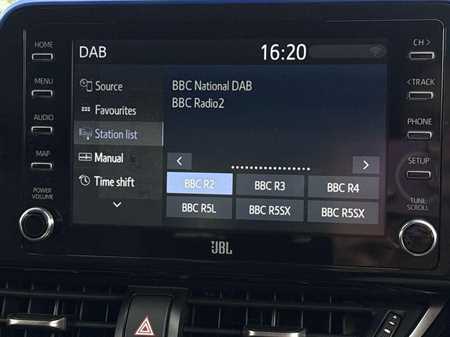 DAB 16:20
HOME
MENU
AUDIO
MAP
POWER
VOLUME
Source
Favourites
Station list
Manual
Time shift
BBC National DAB
BBC Radio2
< >
BBC R2 BBC R3 BBC R4
BBC R5L BBC R5SX BBC R5SX
CH >
< TRACK
PHONE
SETUP
TUNE
SCROLL
JBL